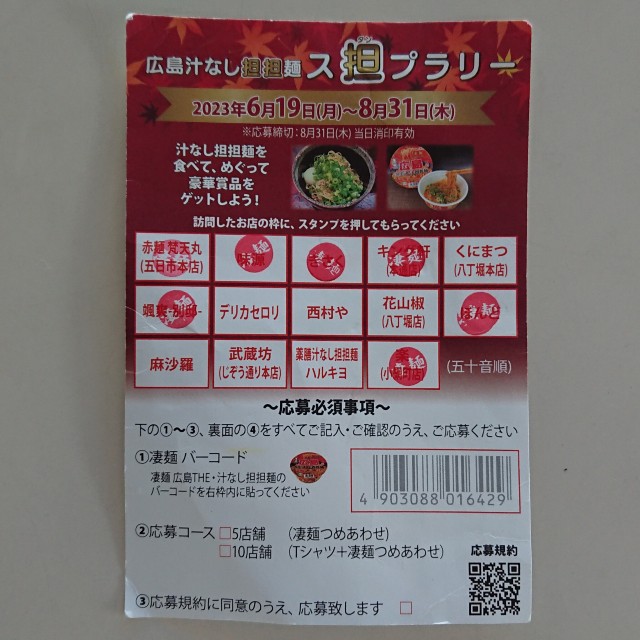 広島汁なし担担麺ス担プラリー
タン
2023年6月19日(月)～8月31日(木)
※応募締切：8月31日(木) 当日消印有効
汁なし担担麺を
食べて、めぐって
豪華賞品を
ゲットしよう！
訪問したお店の枠に、スタンプを押してもらってください
赤麺 梵天丸
(五日市本店)
キング軒
(本通店)
くにまつ
(八丁堀本店)
颯爽-別邸-
デリカセロリ
西村や
花山椒
(八丁堀店)
麻沙羅
武蔵坊
(じぞう通り本店)
薬膳汁なし担担麺
ハルキヨ
(五十音順)
～応募必須事項～
下の①～③、裏面の④をすべてご記入・ご確認のうえ、ご応募ください
①凄麺 バーコード
凄麺 広島THE・汁なし担担麺の
バーコードを右枠内に貼ってください
4 903088 016429
②応募コース □5店舗 (凄麺つめあわせ)
□10店舗 (Tシャツ＋凄麺つめあわせ)
応募規約
③応募規約に同意のうえ、応募致します □